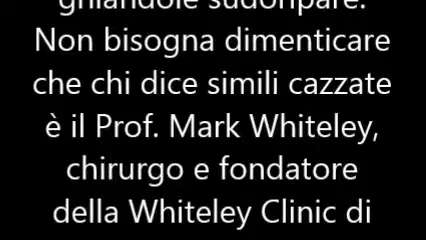 ghiandole sudoripare.
Non bisogna dimenticare
che chi dice simili cazzate
è il Prof. Mark Whiteley,
chirurgo e fondatore
della Whiteley Clinic di